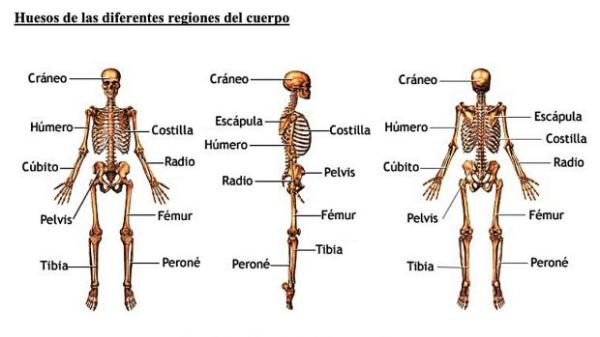 Huesos de las diferentes regiones del cuerpo
Cráneo
Húmero
Costilla
Cúbito
Radio
Pelvis
Fémur
Tibia
Peroné
Cráneo
Escápula
Costilla
Húmero
Radio
Pelvis
Fémur
Tibia
Peroné
Cráneo
Escápula
Húmero
Costilla
Cúbito
Radio
Pelvis
Fémur
Tibia
Peroné